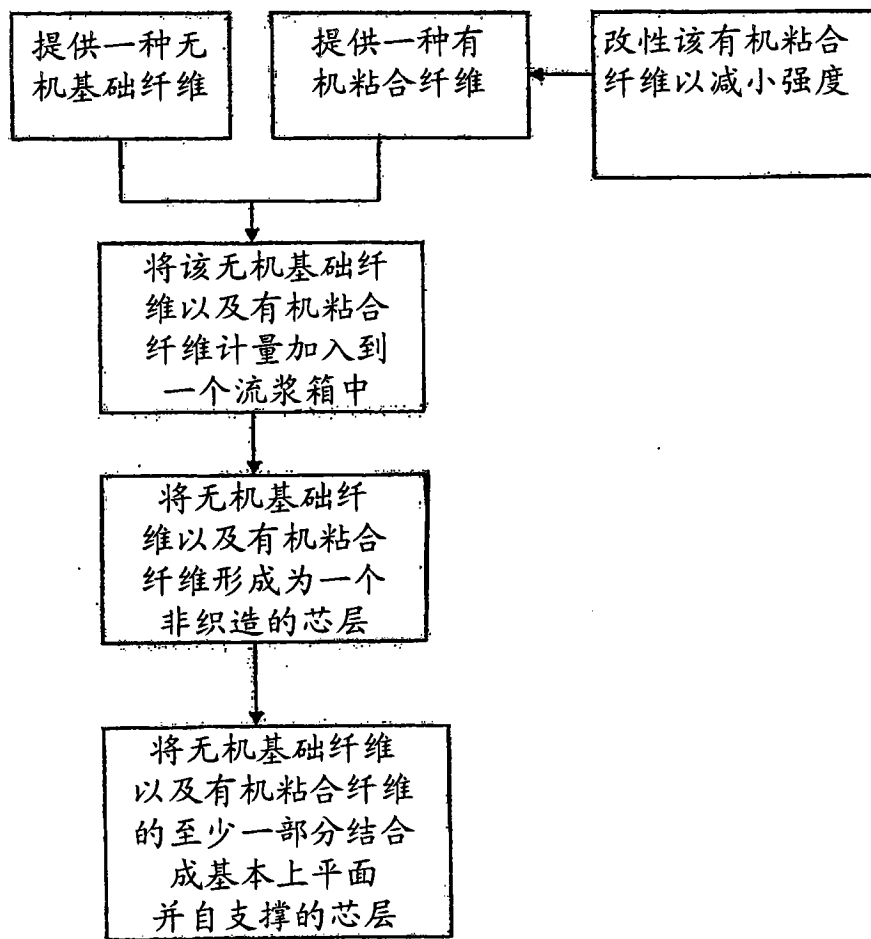 提供一种无
机基础纤维
提供一种有
机粘合纤维
改性该有机粘合
纤维以减小强度
将该无机基础纤
维以及有机粘合
纤维计量加入到
一个流浆箱中
将无机基础纤
维以及有机粘合
纤维形成为一个
非织造的芯层
将无机基础纤维
以及有机粘合纤维
的至少一部分结合
成基本上平面
并自支撑的芯层